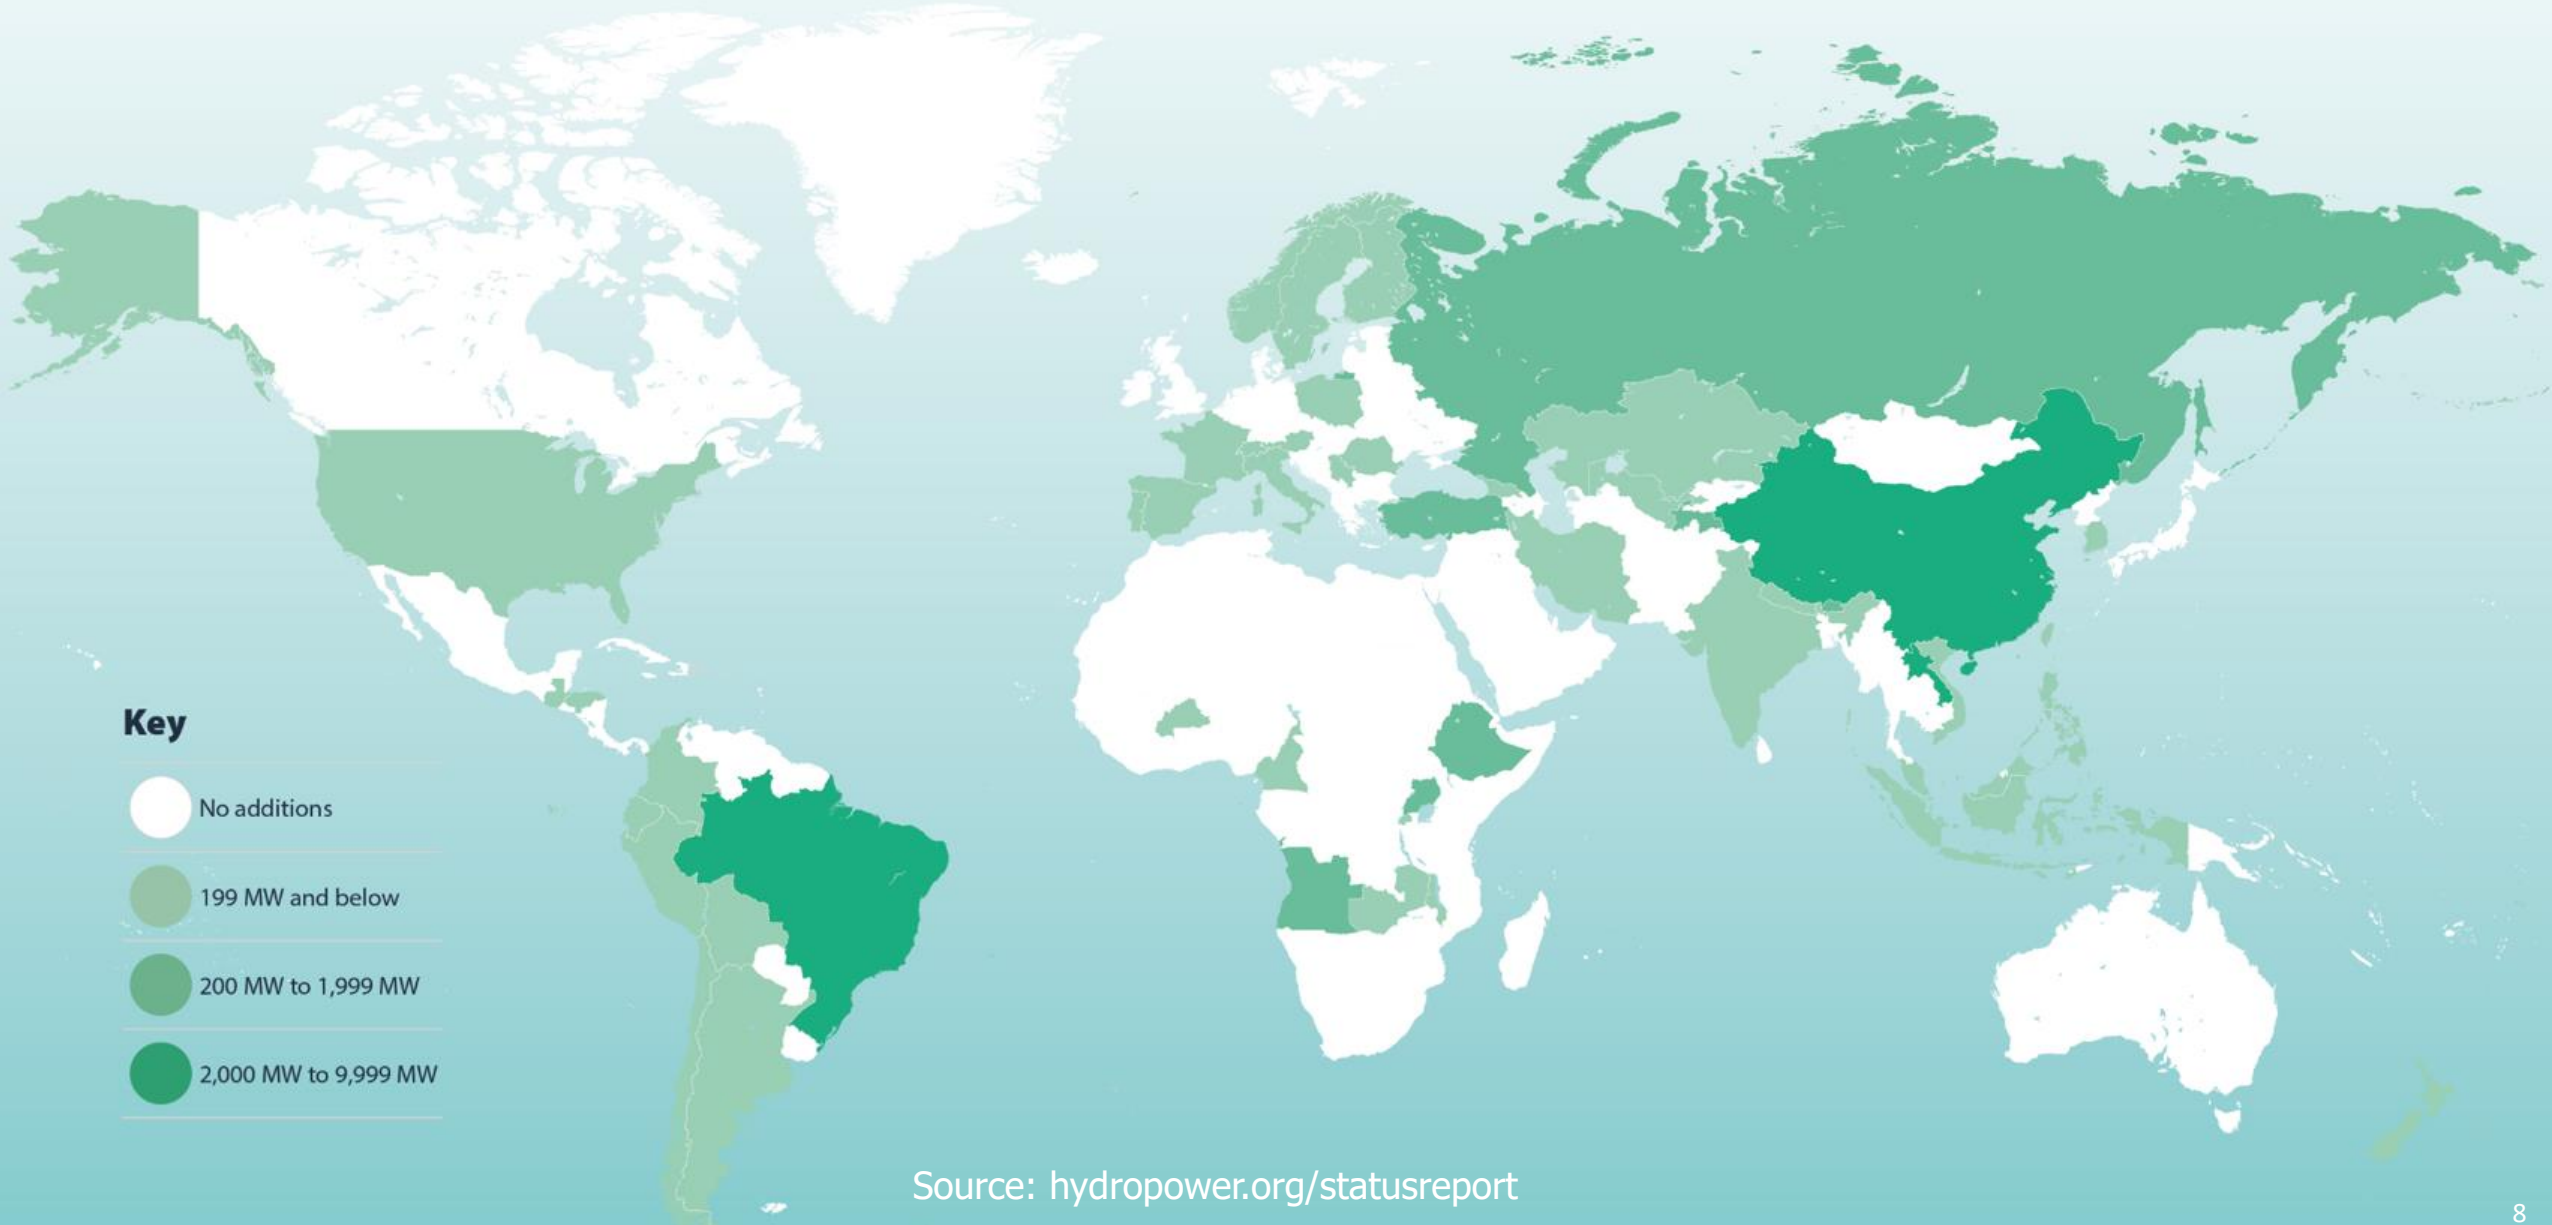 Key
No additions
199 MW and below
200 MW to 1,999 MW
2,000 MW to 9,999 MW
Source: hydropower.org/statusreport
8